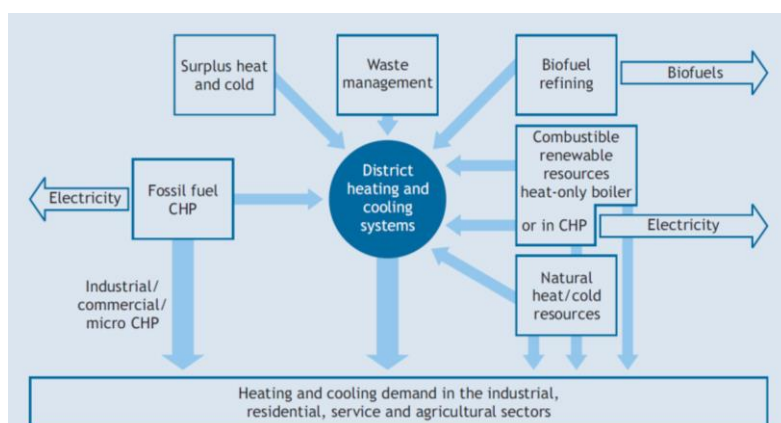 Surplus heat
and cold
Waste
management
Biofuel
refining
Biofuels
District
heating and
cooling
systems
Combustible
renewable
resources
heat-only boiler
or in CHP
Electricity
Electricity
Fossil fuel
CHP
Industrial/
commercial/
micro CHP
Natural
heat/cold
resources
Heating and cooling demand in the industrial,
residential, service and agricultural sectors